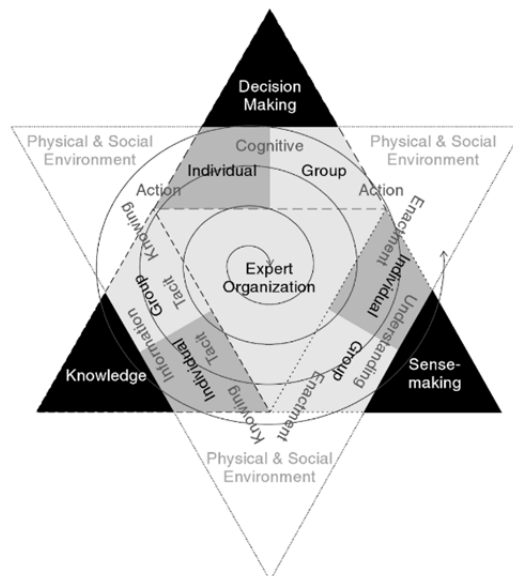 Decision
Making
Physical & Social
Environment
Physical & Social
Environment
Cognitive
Individual
Group
Action
Action
Knowing
Enactment
Tacit
Group
Individual
Expert
Organization
Understanding
Information
Tacit
Individual
Group
Knowledge
Sense-
making
Knowing
Enactment
Physical & Social
Environment